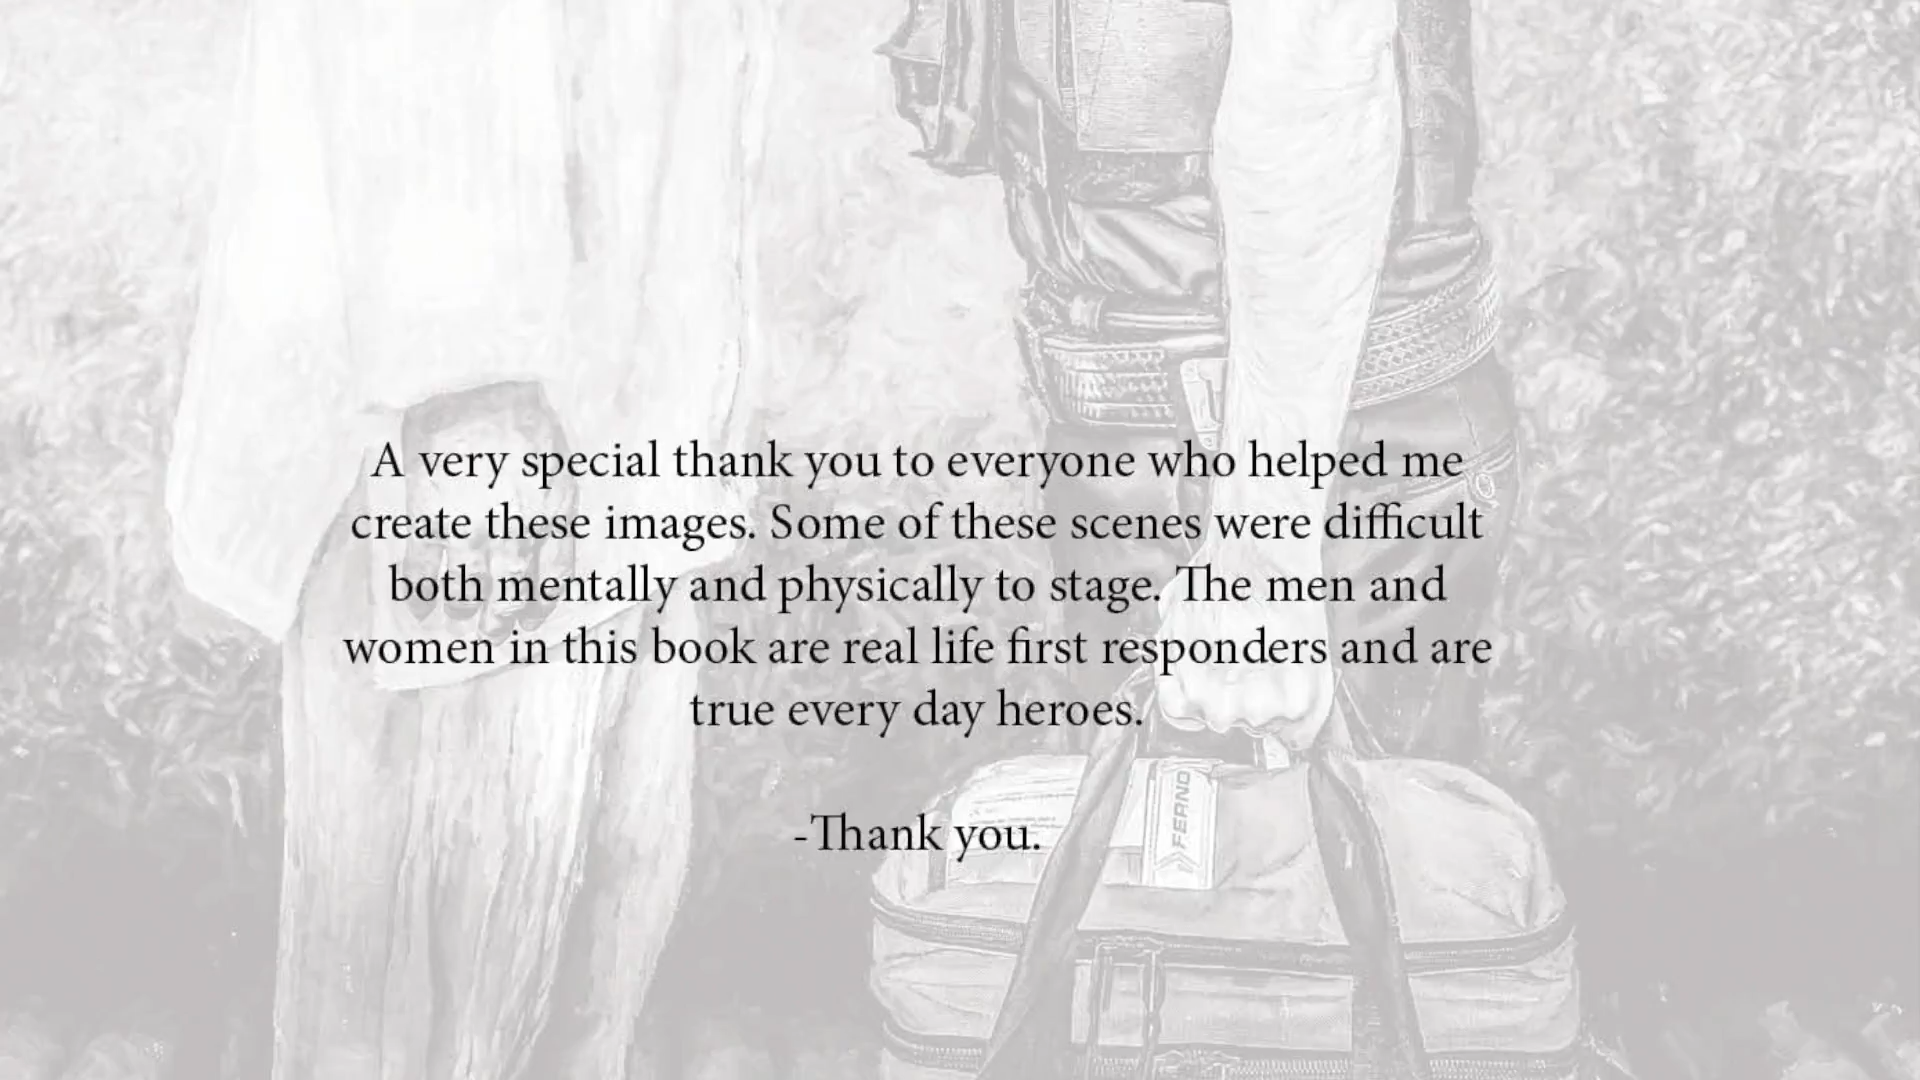 A very special thank you to everyone who helped me
create these images. Some of these scenes were difficult
both mentally and physically to stage. The men and
women in this book are real life first responders and are
true every day heroes.
-Thank you.
FERNO